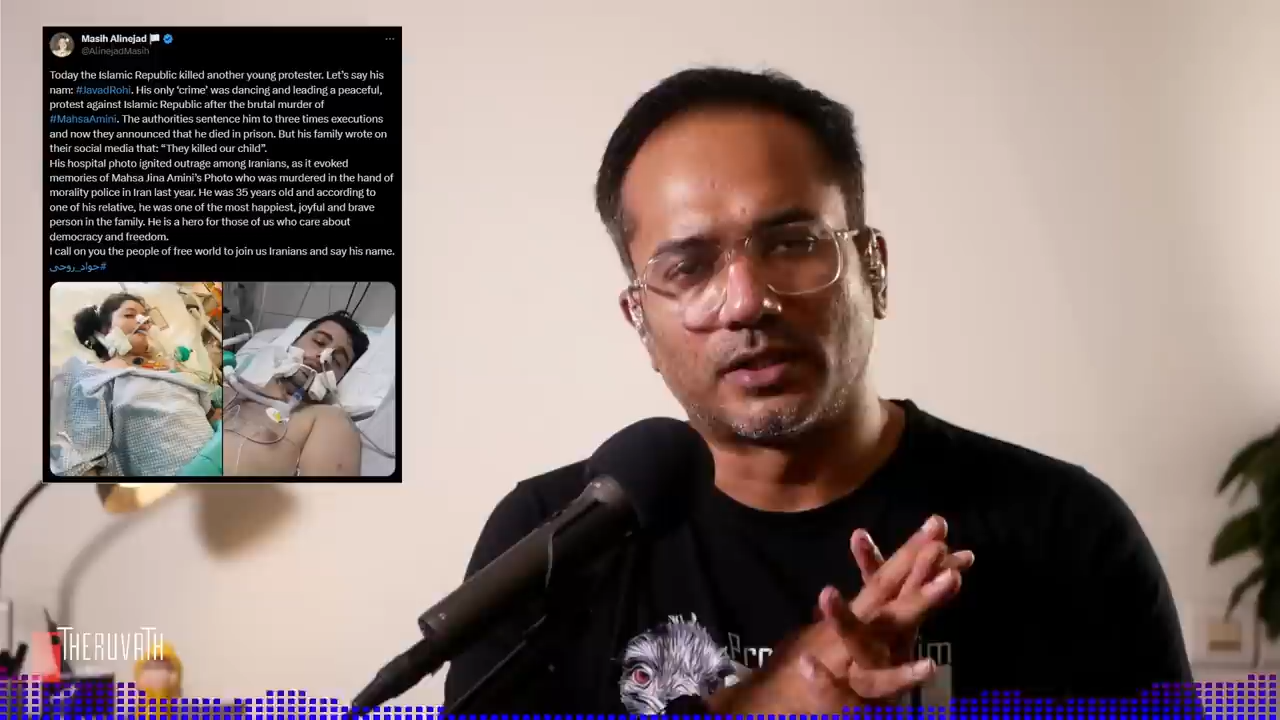 Masih Alinejad
@AlinejadMasih
Today the Islamic Republic killed another young protester. Let's say his
nam: #JavadRohi. His only 'crime' was dancing and leading a peaceful,
protest against Islamic Republic after the brutal murder of
#MahsaAmini. The authorities sentence him to three times executions
and now they announced that he died in prison. But his family wrote on
their social media that: "They killed our child".
His hospital photo ignited outrage among Iranians, as it evoked
memories of Mahsa Jina Amini's Photo who was murdered in the hand of
morality police in Iran last year. He was 35 years old and according to
one of his relative, he was one of the most happiest, joyful and brave
person in the family. He is a hero for those of us who care about
democracy and freedom.
I call on you the people of free world to join us Iranians and say his name.
#جواد_روحی
THERUVATH